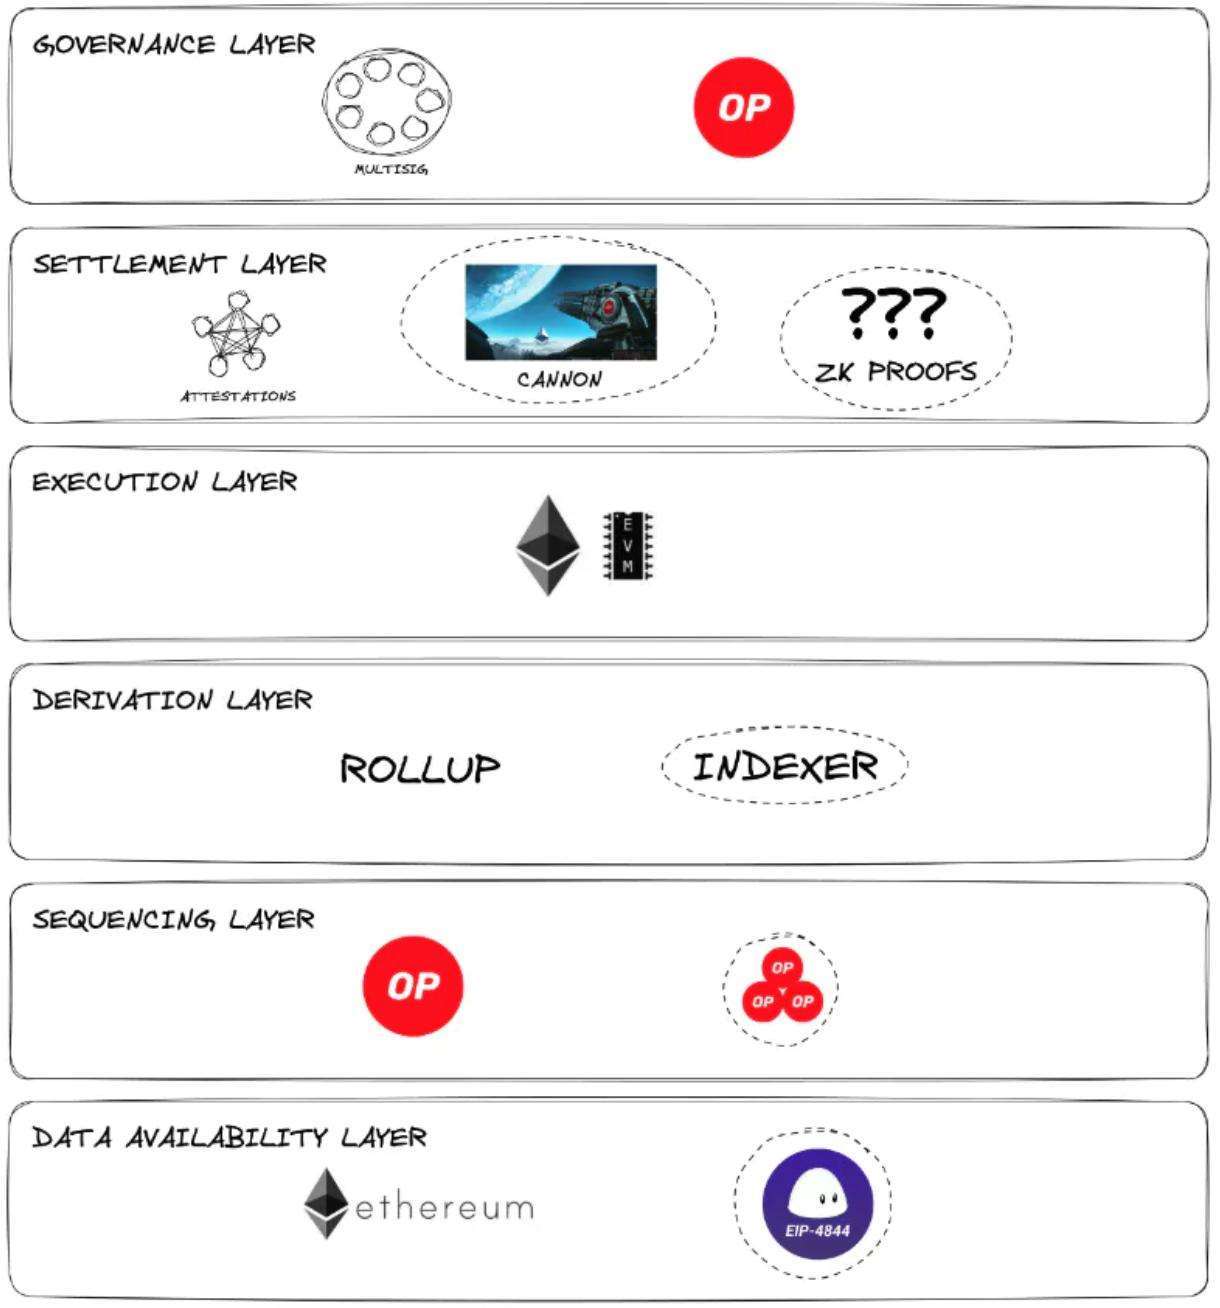 GOVERNANCE LAYER
MULTISIG
OP
SETTLEMENT LAYER
ATTESTATIONS
CANNON
???
ZK PROOFS
EXECUTION LAYER
E
V
M
DERIVATION LAYER
ROLLUP
INDEXER
SEQUENCING LAYER
OP
OP
OP OP
DATA AVAILABILITY LAYER
ethereum
EIP-4844